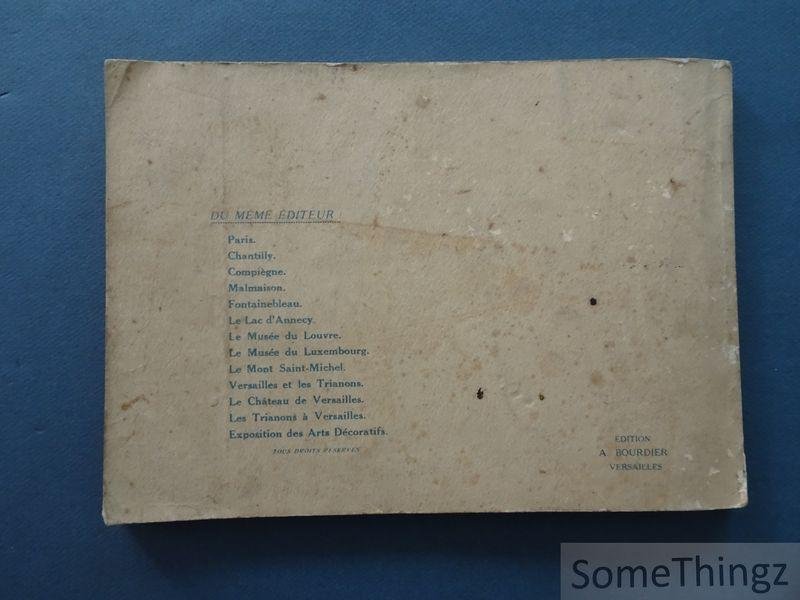 DU MÊME ÉDITEUR :
Paris.
Chantilly.
Compiègne.
Malmaison.
Fontainebleau.
Le Lac d'Annecy.
Le Musée du Louvre.
Le Musée du Luxembourg.
Le Mont Saint-Michel.
Versailles et les Trianons.
Le Château de Versailles.
Les Trianons à Versailles.
Exposition des Arts Décoratifs.
TOUS DROITS RÉSERVÉS
EDITION
A BOURDIER
VERSAILLES
SomeThingz